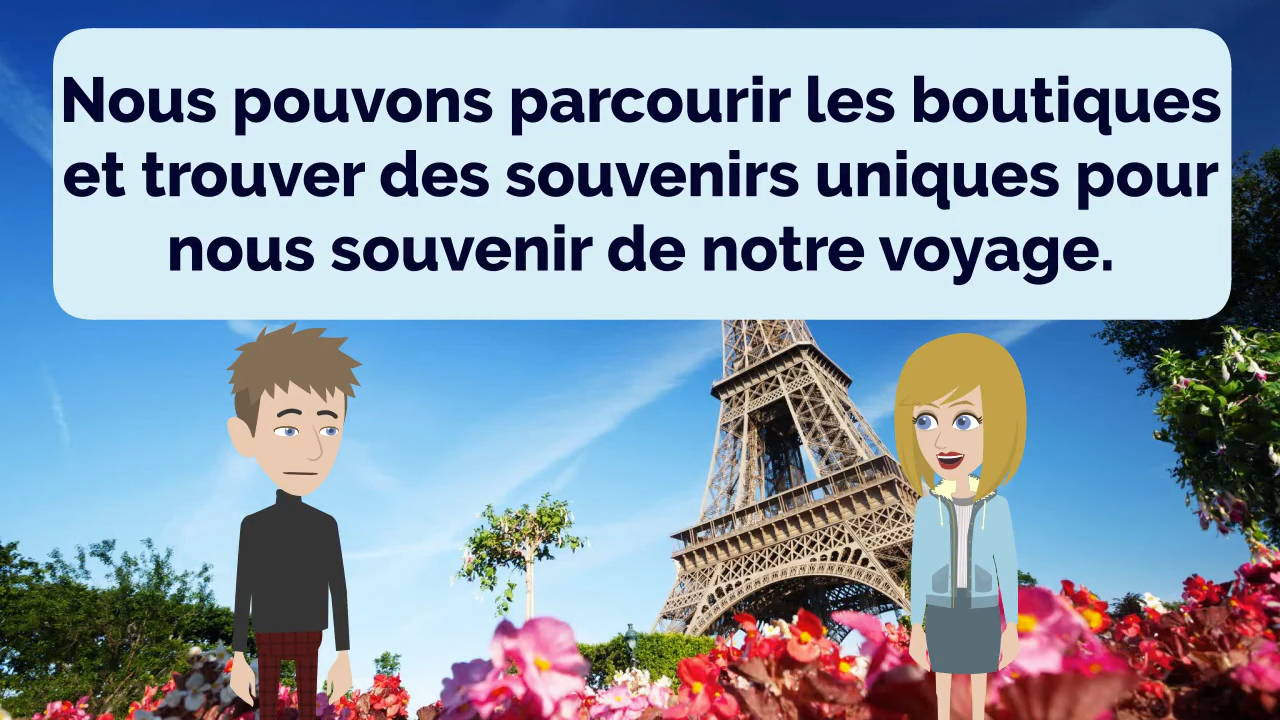 Nous pouvons parcourir les boutiques
et trouver des souvenirs uniques pour
nous souvenir de notre voyage.